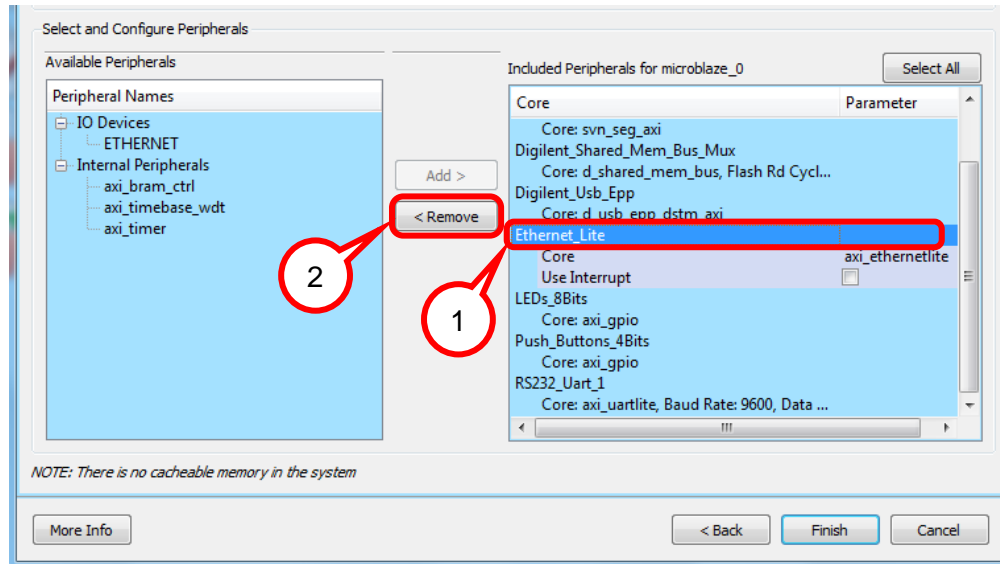 Select and Configure Peripherals
Available Peripherals
Included Peripherals for microblaze_0
Select All
Peripheral Names
IO Devices
ETHERNET
Internal Peripherals
axi_bram_ctrl
axi_timebase_wdt
axi_timer
Add >
< Remove
2
1
Core Parameter
Core: svn_seg_axi
Digilent_Shared_Mem_Bus_Mux
Core: d_shared_mem_bus, Flash Rd Cycl...
Digilent_Usb_Epp
Core: d_usb_epp_dstm_axi
Ethernet_Lite
Core axi_ethernetlite
Use Interrupt
LEDs_8Bits
Core: axi_gpio
Push_Buttons_4Bits
Core: axi_gpio
RS232_Uart_1
Core: axi_uartlite, Baud Rate: 9600, Data ...
NOTE: There is no cacheable memory in the system
More Info
< Back
Finish
Cancel